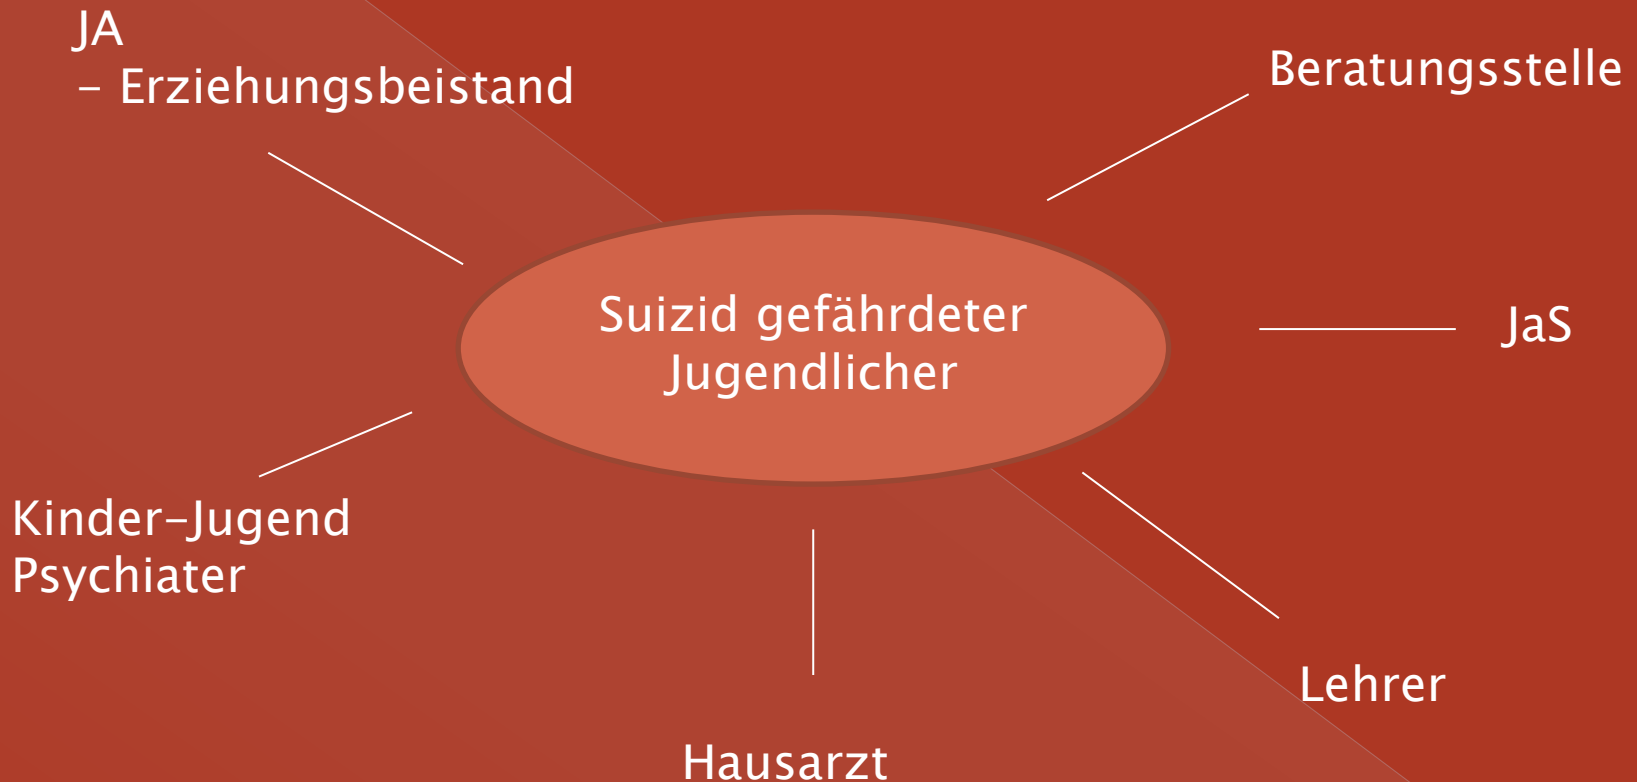 JA
– Erziehungsbeistand
Beratungsstelle
Suizid gefährdeter
Jugendlicher
JaS
Kinder-Jugend
Psychiater
Lehrer
Hausarzt